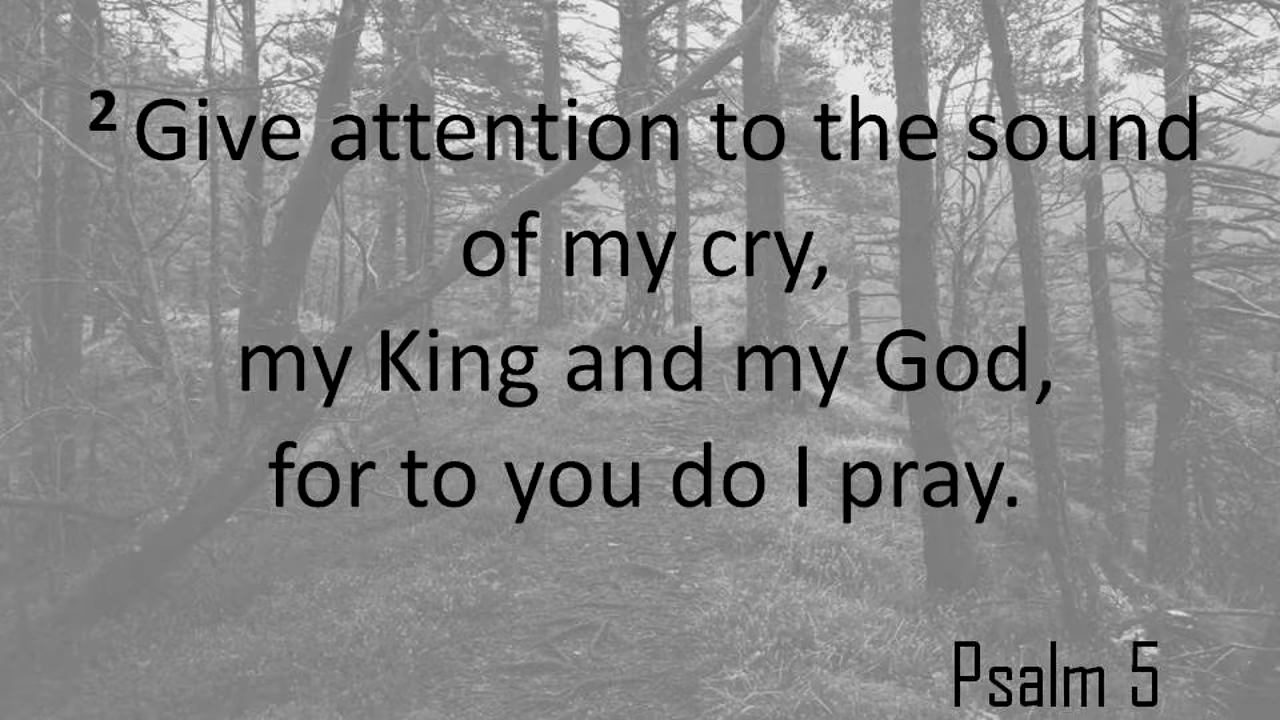 2 Give attention to the sound
of my cry,
my King and my God,
for to you do I pray.
Psalm 5